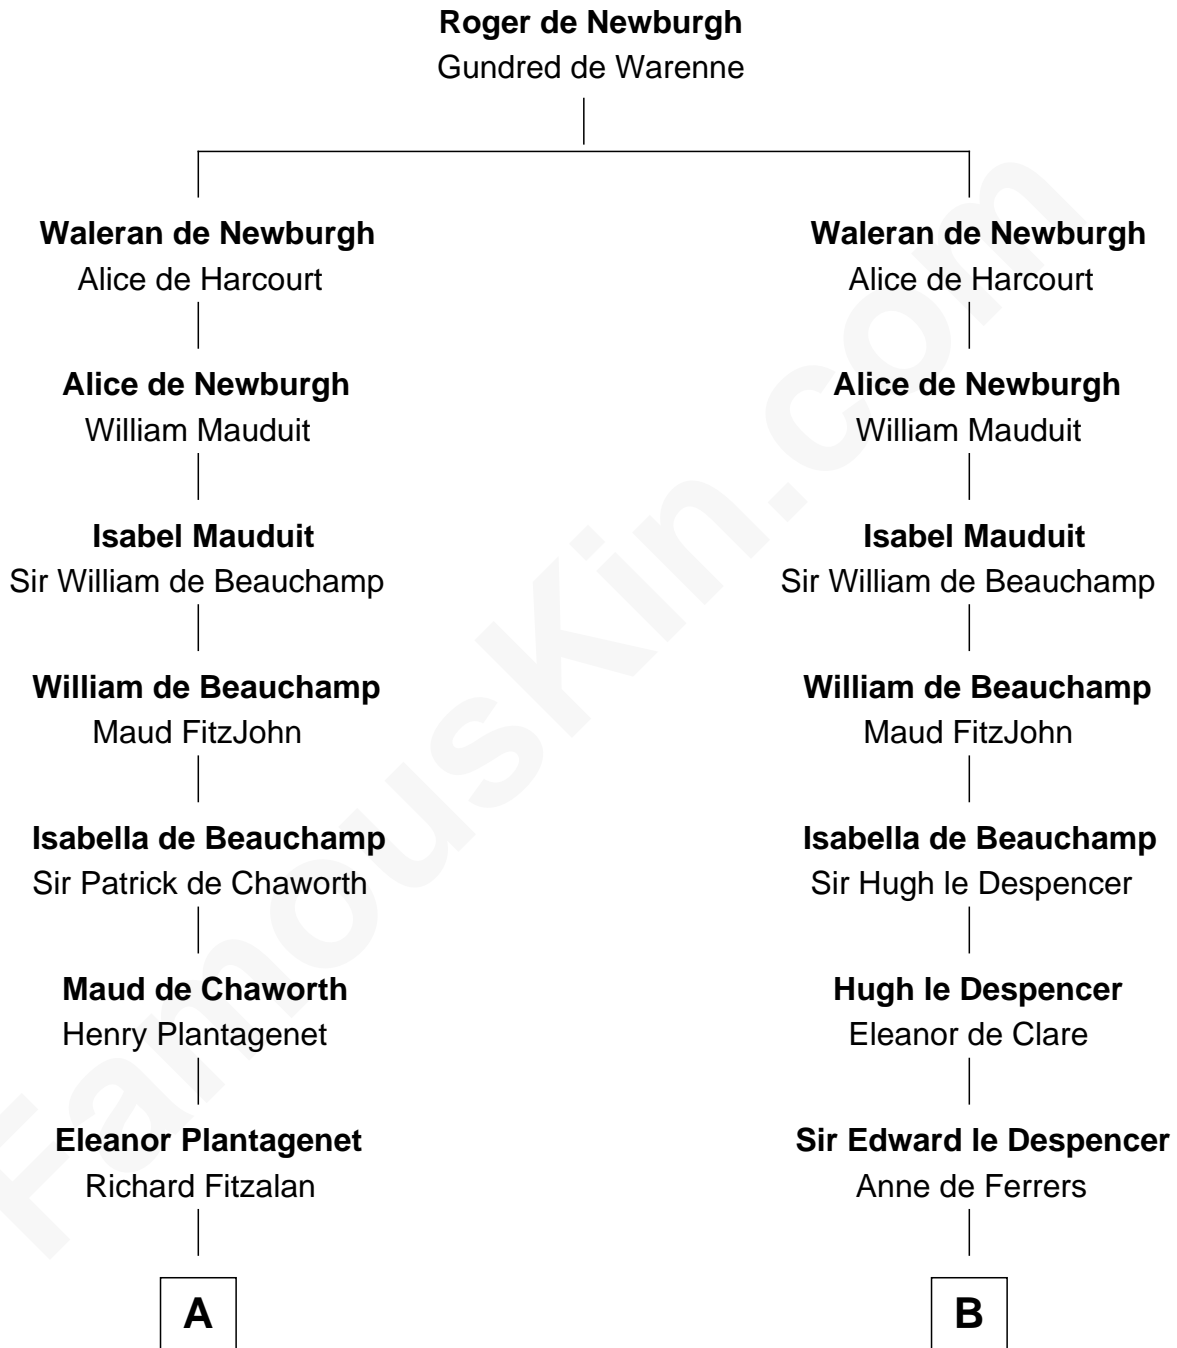 Roger de Newburgh
Gundred de Warenne
Waleran de Newburgh
Alice de Harcourt
Alice de Newburgh
William Mauduit
Isabel Mauduit
Sir William de Beauchamp
William de Beauchamp
Maud FitzJohn
Isabella de Beauchamp
Sir Patrick de Chaworth
Maud de Chaworth
Henry Plantagenet
Eleanor Plantagenet
Richard Fitzalan
A
Waleran de Newburgh
Alice de Harcourt
Alice de Newburgh
William Mauduit
Isabel Mauduit
Sir William de Beauchamp
William de Beauchamp
Maud FitzJohn
Isabella de Beauchamp
Sir Hugh le Despencer
Hugh le Despencer
Eleanor de Clare
Sir Edward le Despencer
Anne de Ferrers
B
FamousKin.com